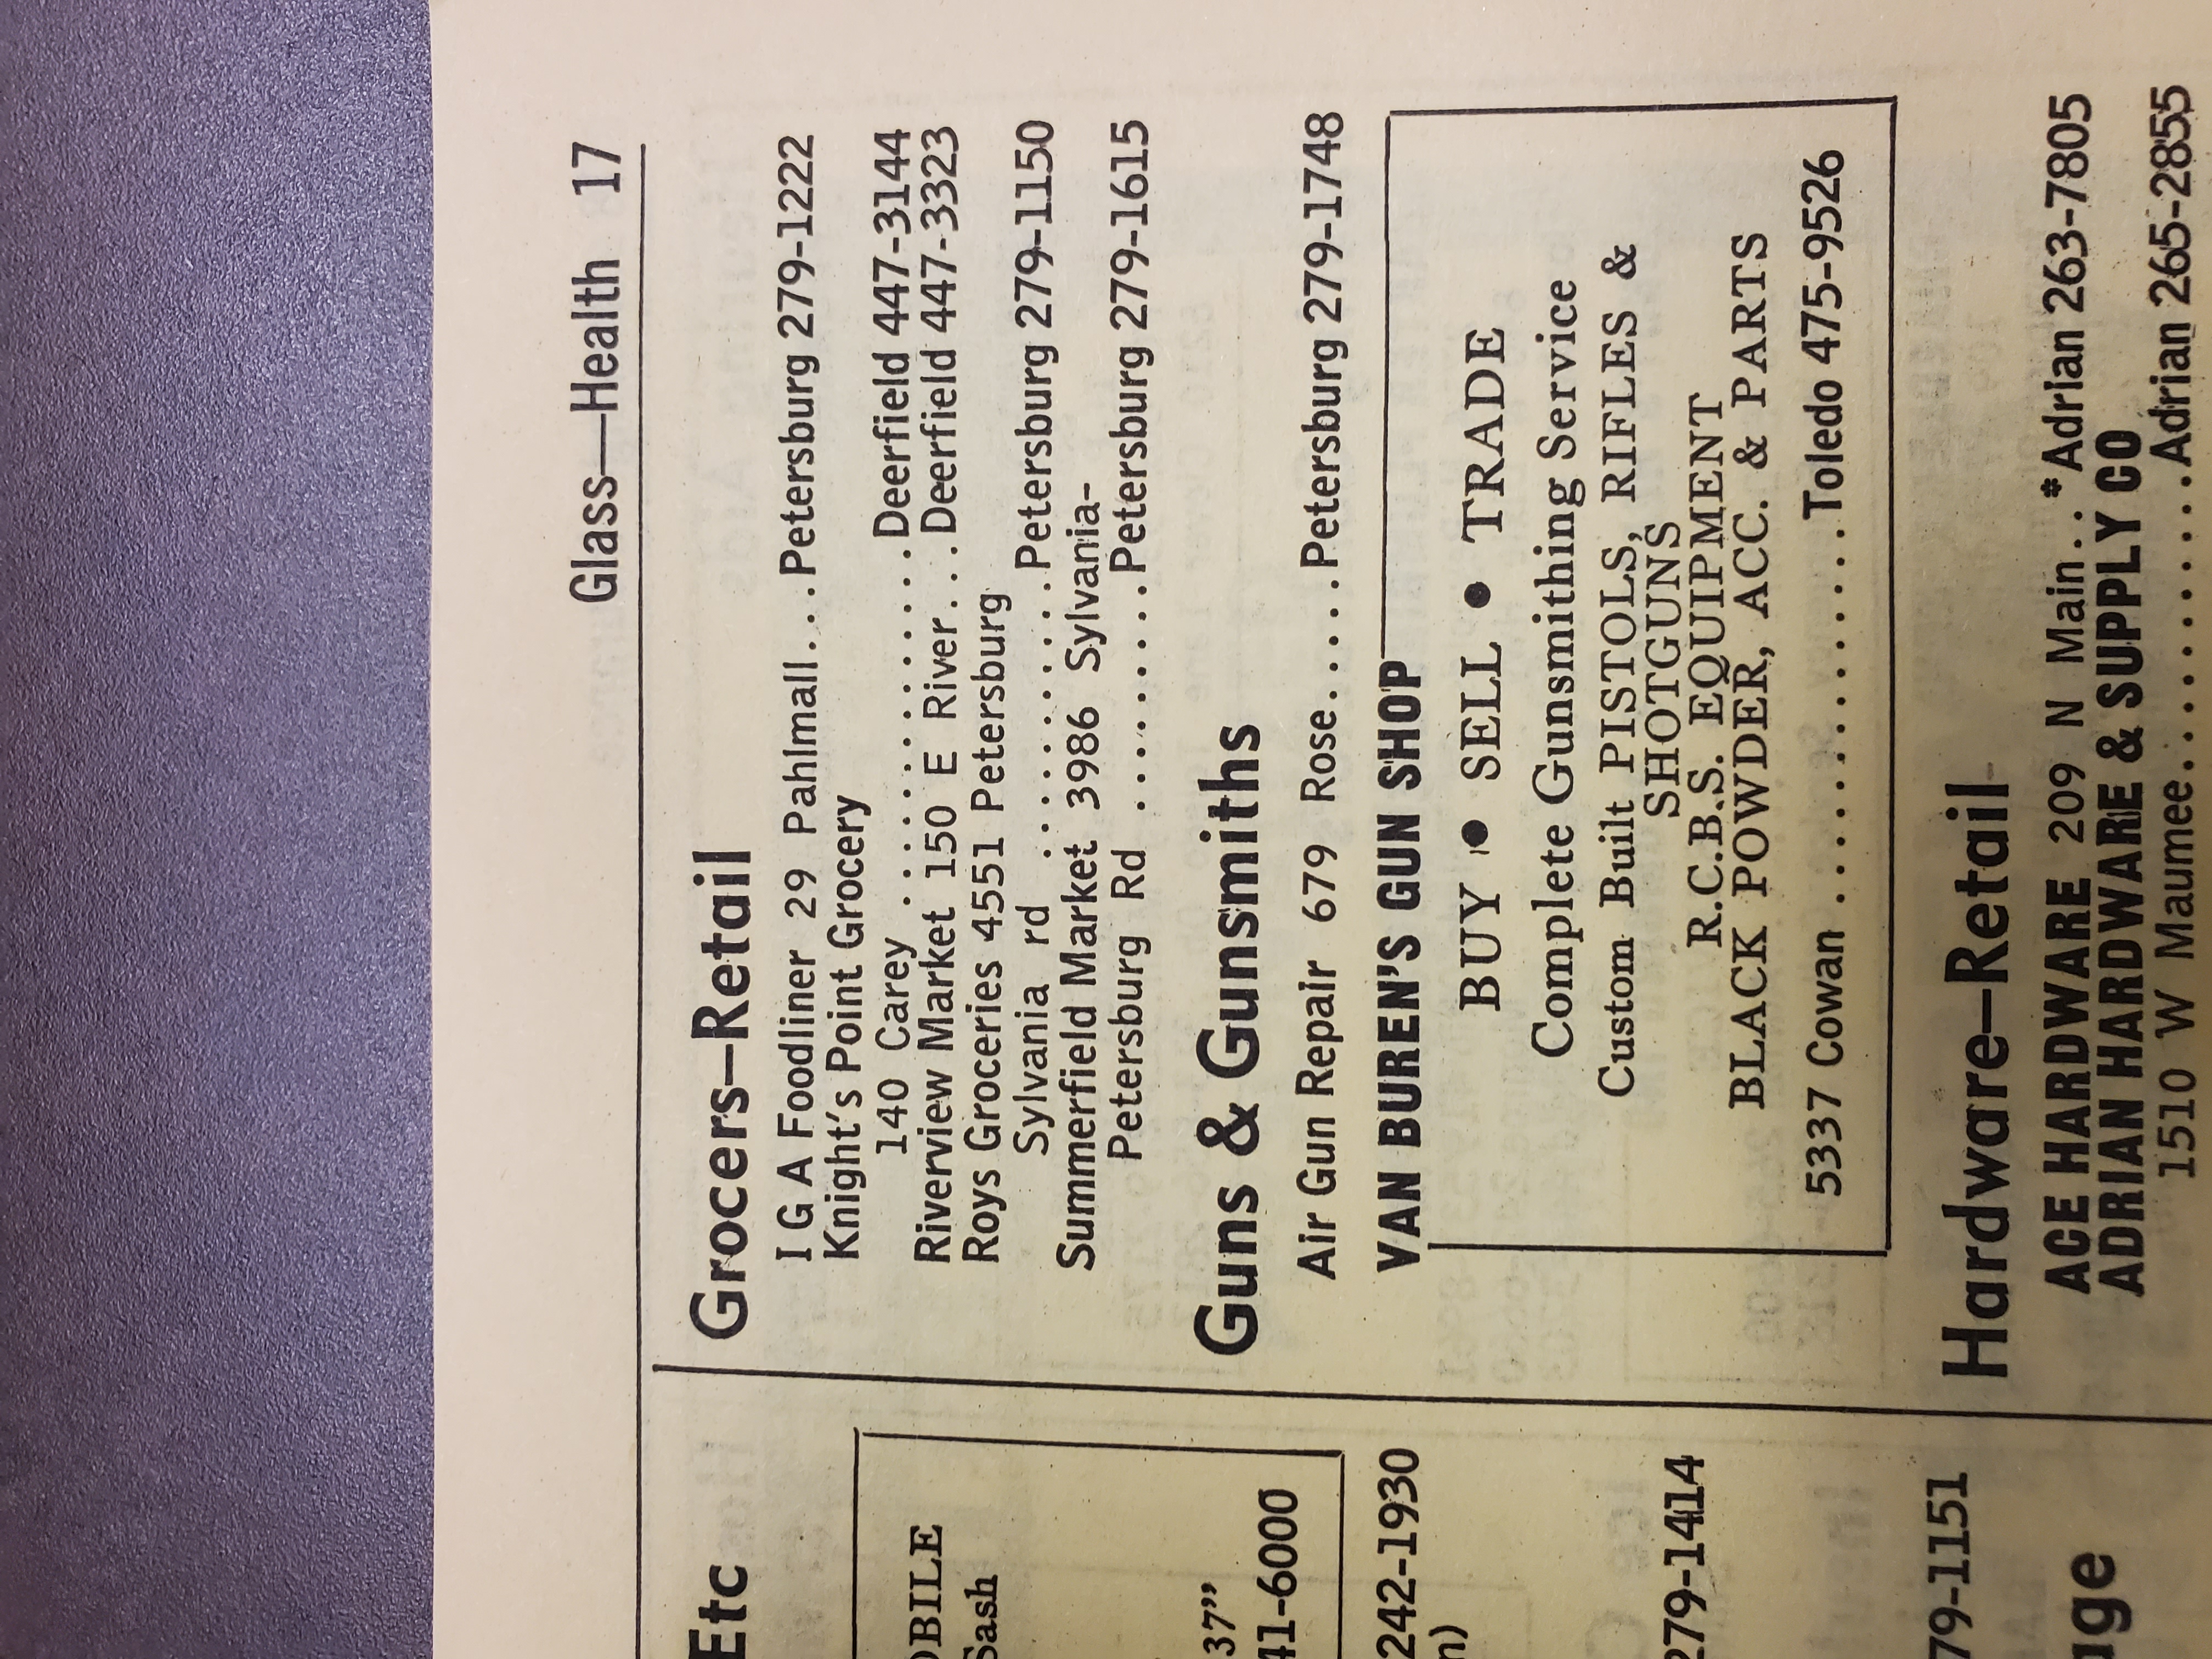 Glass—Health 17
Etc
OBILE
Sash
37”
41-6000
242-1930
n)
279-1414
79-1151
age
Grocers—Retail
I G A Foodliner 29 Pahlmall...Petersburg 279-1222
Knight's Point Grocery
140 Carey ..............Deerfield 447-3144
Riverview Market 150 E River...Deerfield 447-3323
Roys Groceries 4551 Petersburg
Sylvania rd ...........Petersburg 279-1150
Summerfield Market 3986 Sylvania-
Petersburg Rd .........Petersburg 279-1615
Guns & Gunsmiths
Air Gun Repair 679 Rose.....Petersburg 279-1748
VAN BUREN'S GUN SHOP
BUY • SELL • TRADE
Complete Gunsmithing Service
Custom Built PISTOLS, RIFLES &
SHOTGUNS
R.C.B.S. EQUIPMENT
BLACK POWDER, ACC. & PARTS
5337 Cowan ..............Toledo 475-9526
Hardware—Retail
ACE HARDWARE 209 N Main..*Adrian 263-7805
ADRIAN HARDWARE & SUPPLY CO
1510 W Maumee...........Adrian 265-2855